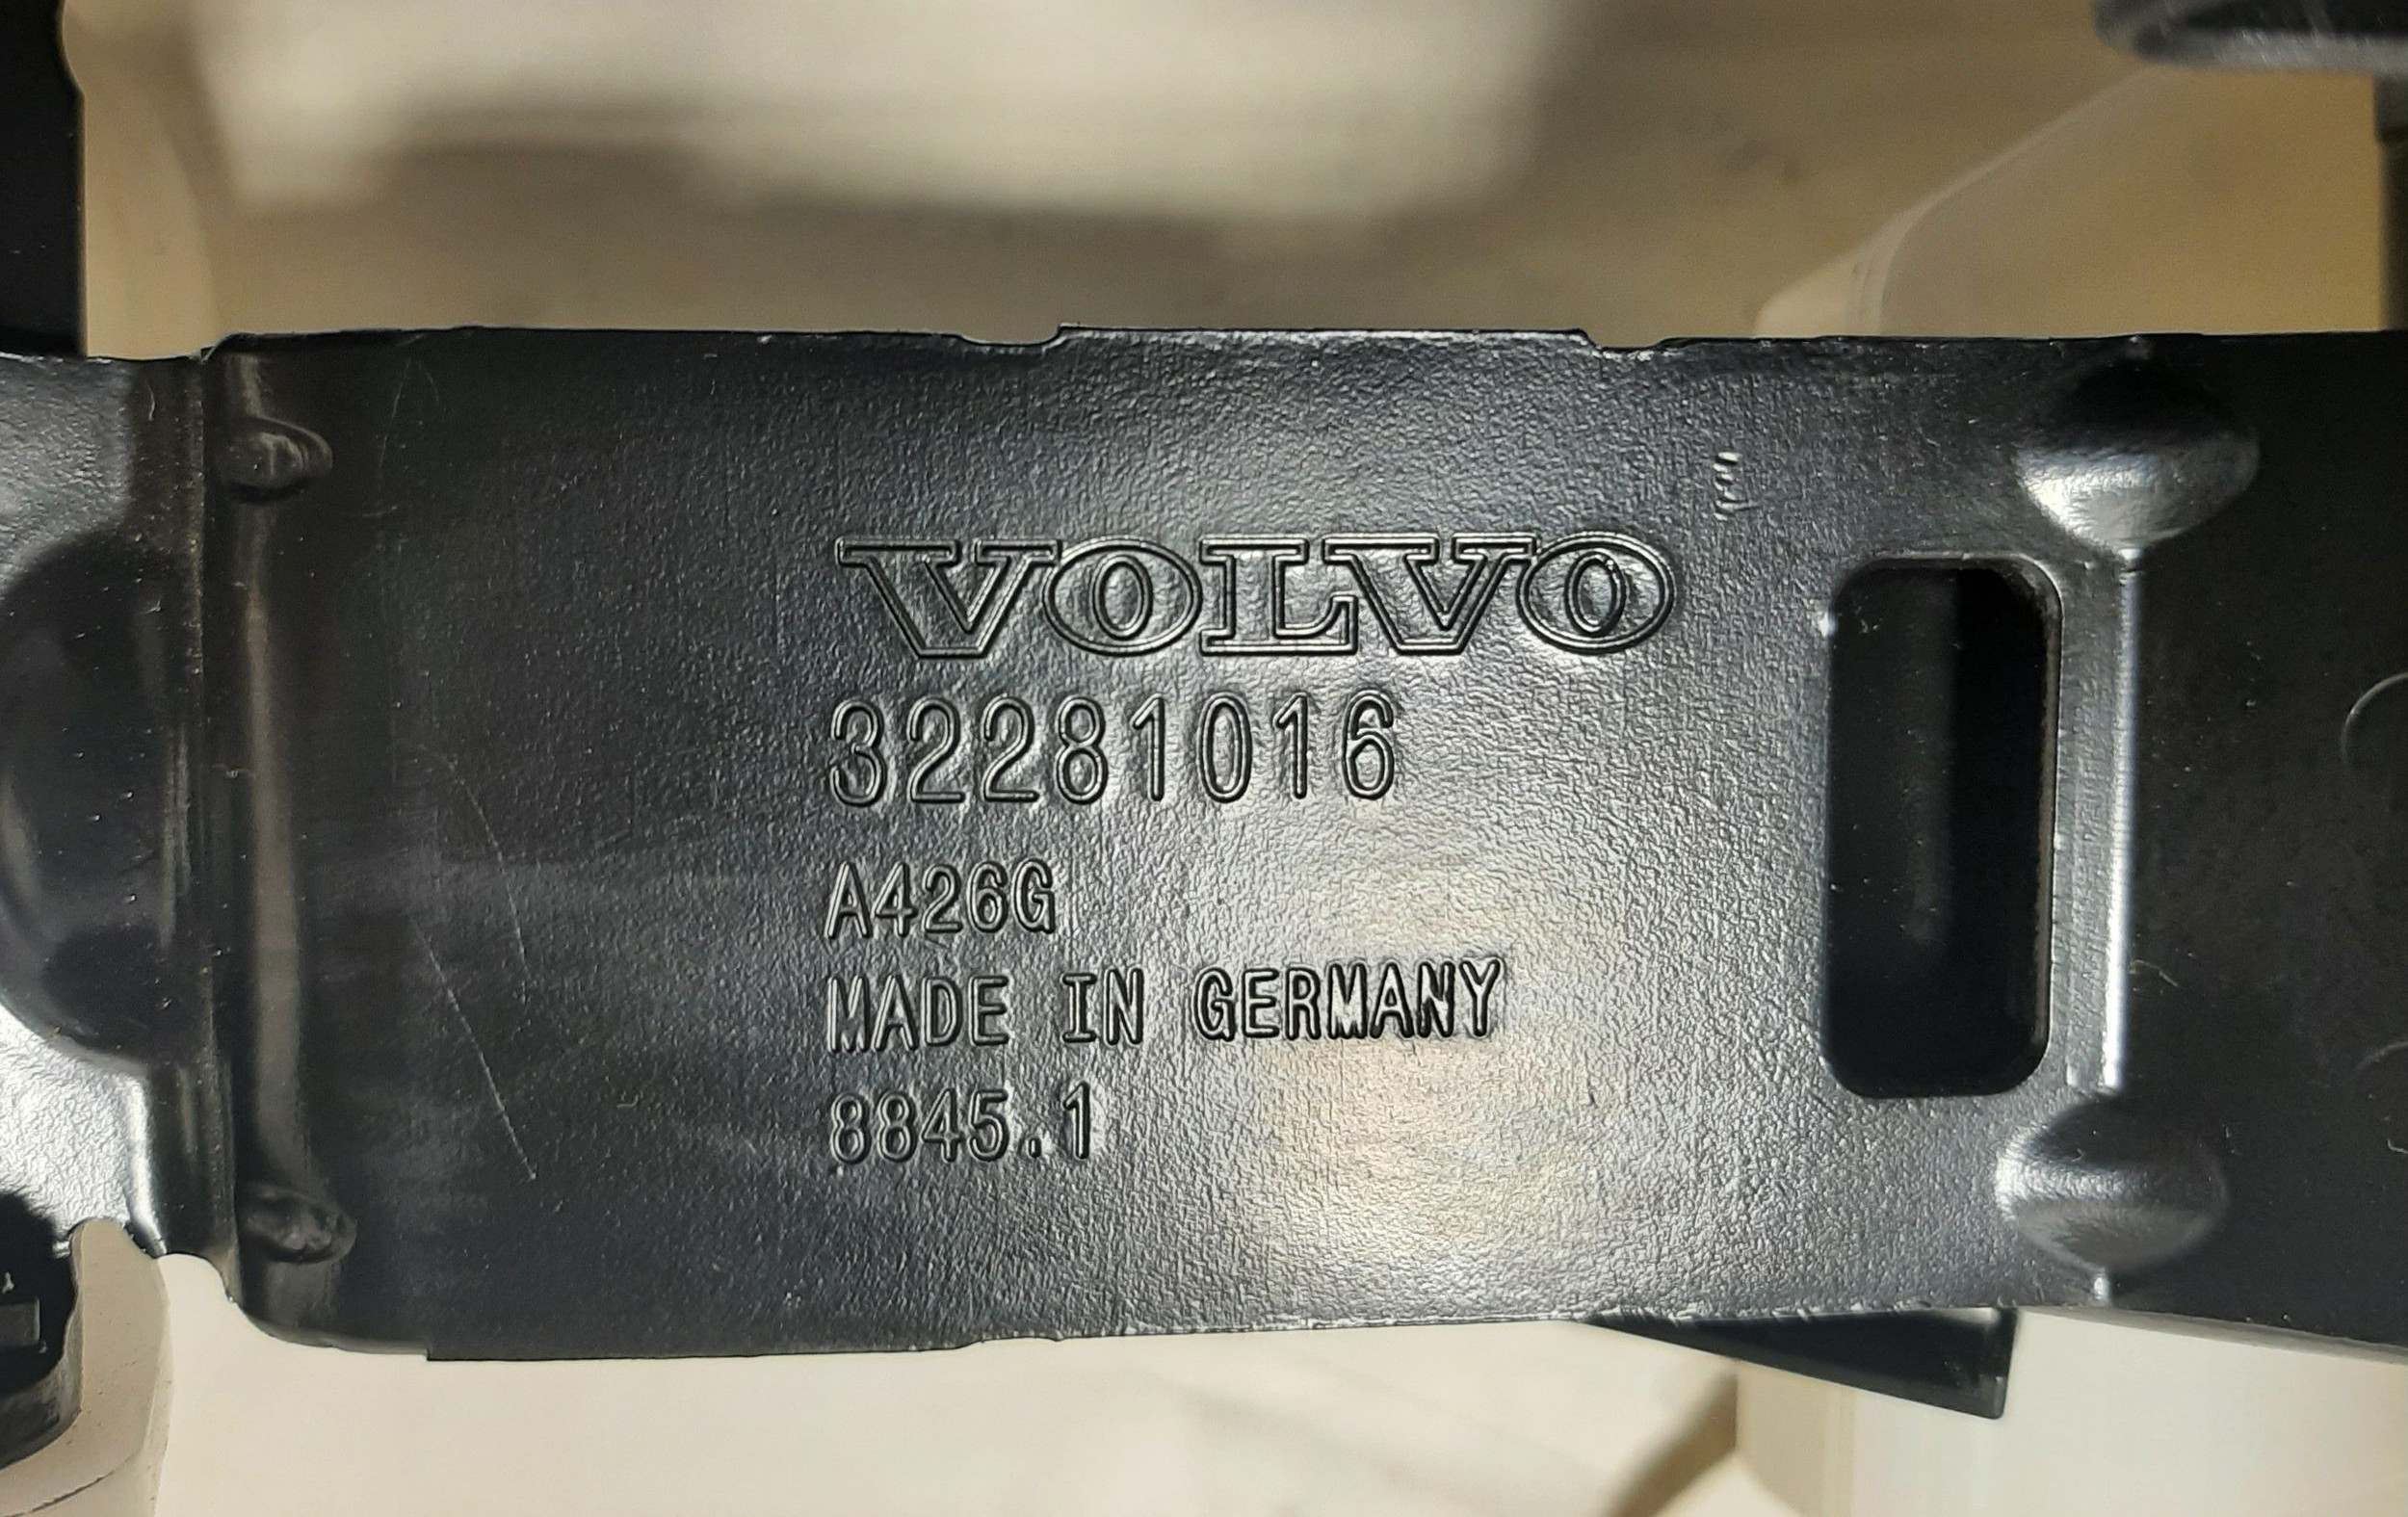 VOLVO
32281016
A426G
MADE IN GERMANY
8845.1